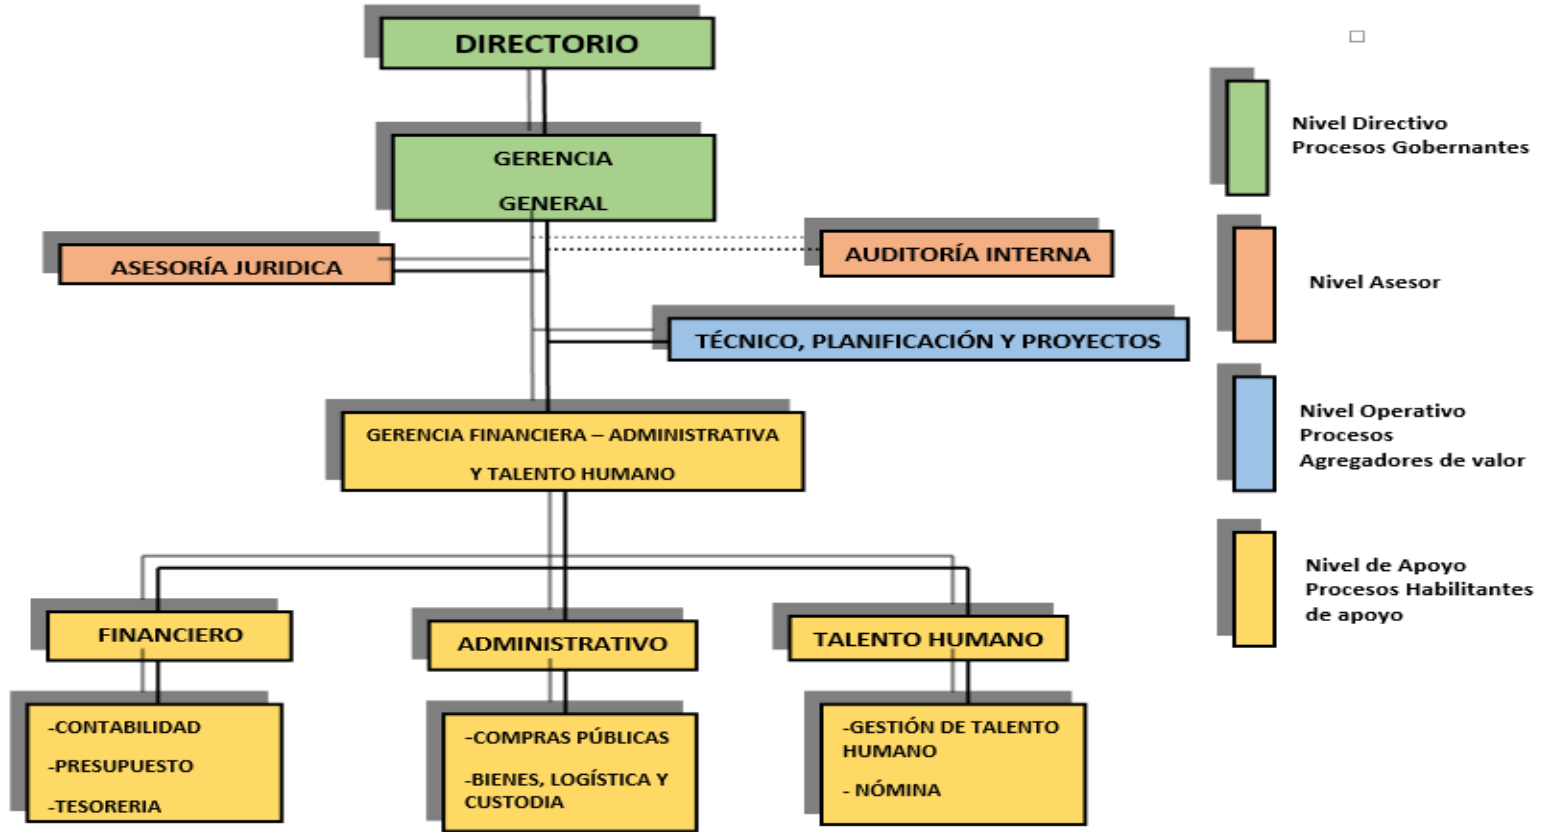 DIRECTORIO
GERENCIA
GENERAL
ASESORÍA JURIDICA
AUDITORÍA INTERNA
TÉCNICO, PLANIFICACIÓN Y PROYECTOS
GERENCIA FINANCIERA – ADMINISTRATIVA
Y TALENTO HUMANO
FINANCIERO
ADMINISTRATIVO
TALENTO HUMANO
-CONTABILIDAD
-PRESUPUESTO
-TESORERIA
-COMPRAS PÚBLICAS
-BIENES, LOGÍSTICA Y
CUSTODIA
-GESTIÓN DE TALENTO
HUMANO
- NÓMINA
Nivel Directivo
Procesos Gobernantes
Nivel Asesor
Nivel Operativo
Procesos
Agregadores de valor
Nivel de Apoyo
Procesos Habilitantes
de apoyo